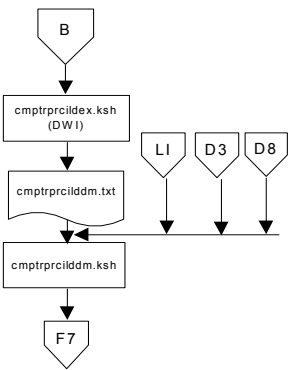 B
cmptrprcildex.ksh
(DWI)
LI
D3
D8
cmptrprcilddm.txt
cmptrprcilddm.ksh
F7